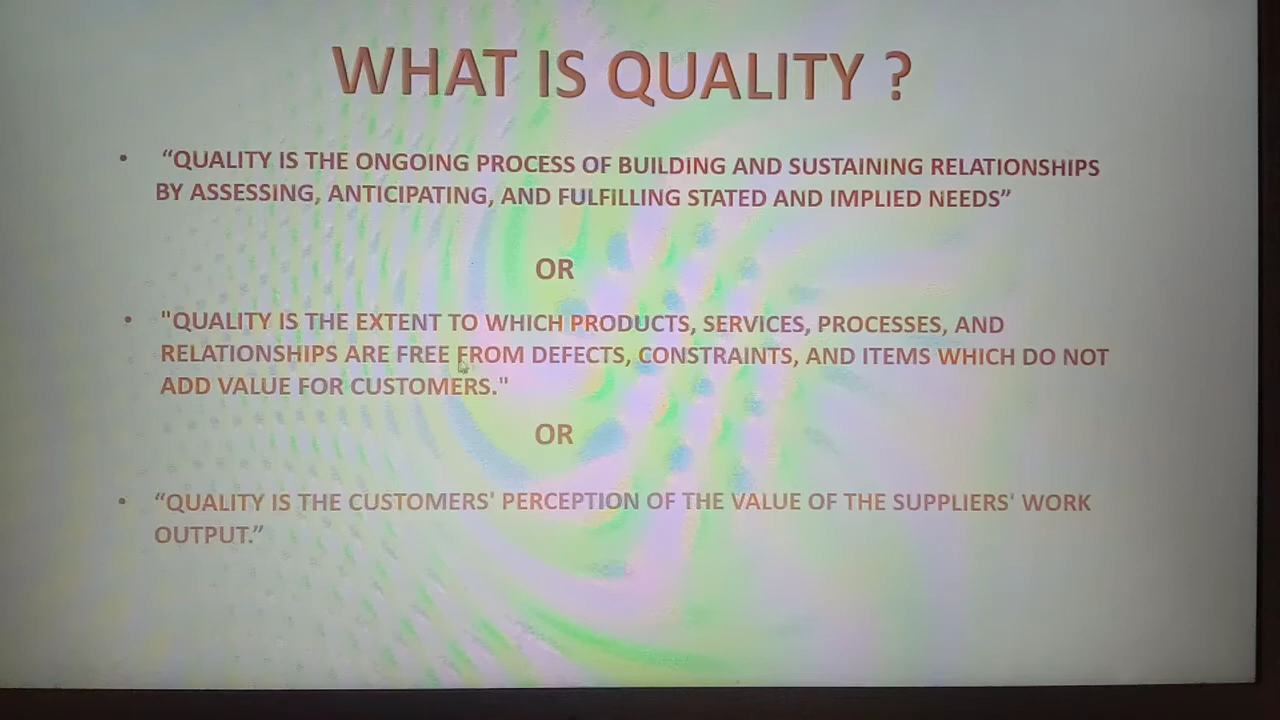 WHAT IS QUALITY ?
• “QUALITY IS THE ONGOING PROCESS OF BUILDING AND SUSTAINING RELATIONSHIPS
BY ASSESSING, ANTICIPATING, AND FULFILLING STATED AND IMPLIED NEEDS”
OR
• "QUALITY IS THE EXTENT TO WHICH PRODUCTS, SERVICES, PROCESSES, AND
RELATIONSHIPS ARE FREE FROM DEFECTS, CONSTRAINTS, AND ITEMS WHICH DO NOT
ADD VALUE FOR CUSTOMERS."
OR
• “QUALITY IS THE CUSTOMERS' PERCEPTION OF THE VALUE OF THE SUPPLIERS' WORK
OUTPUT.”